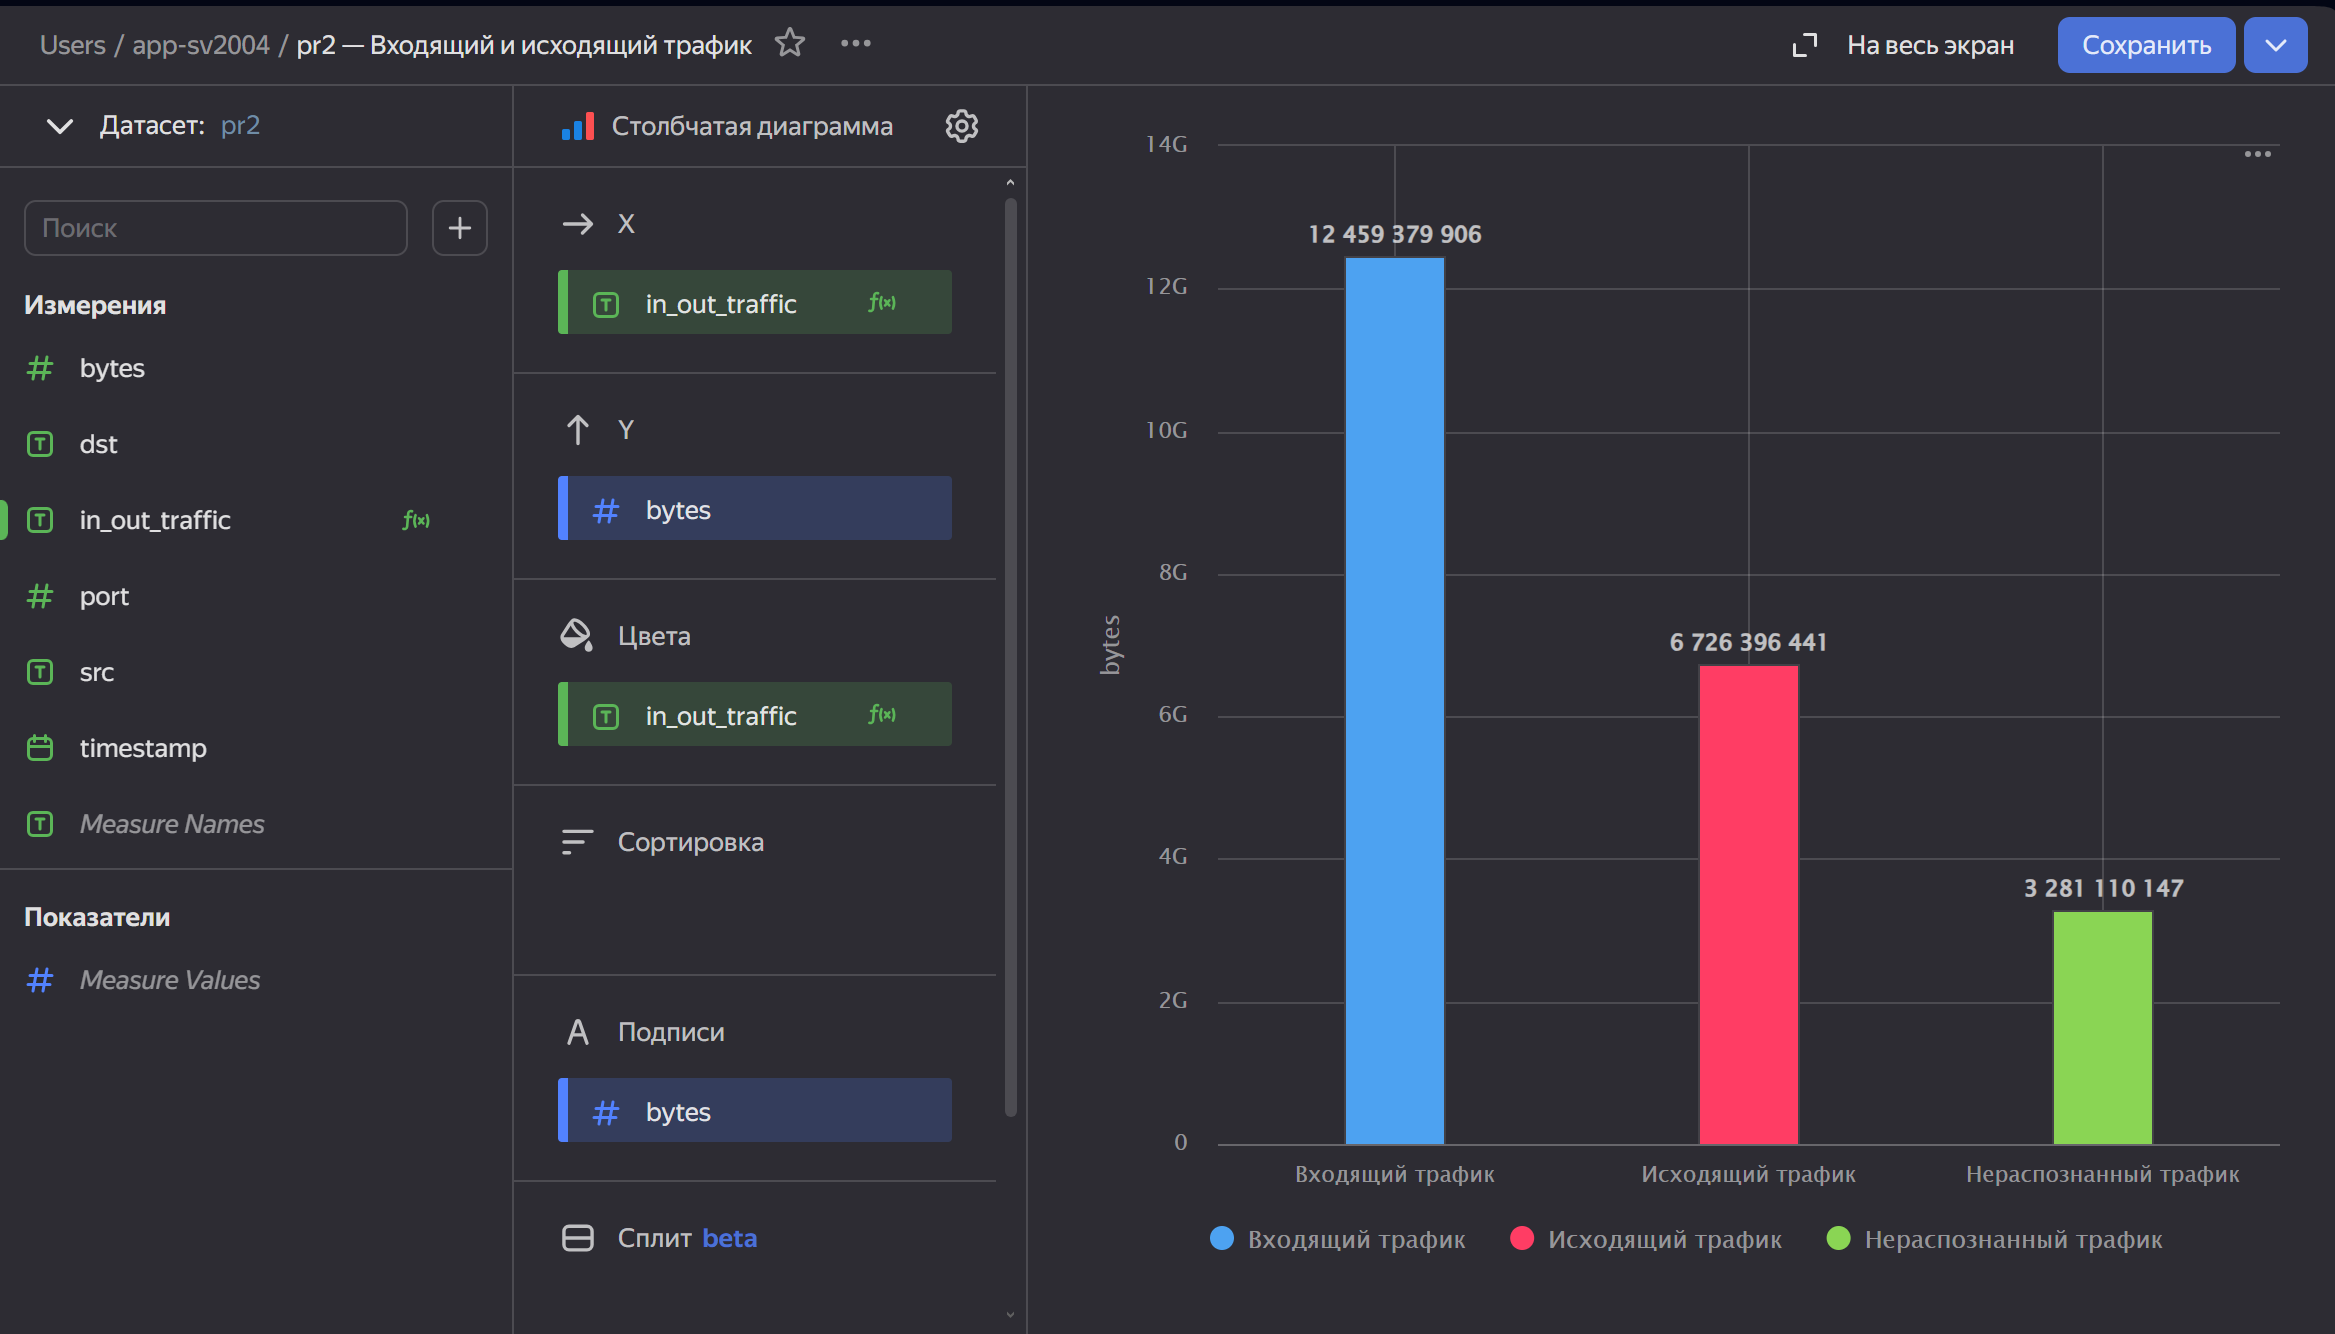 Users / app-sv2004 / pr2 — Входящий и исходящий трафик
На весь экран
Сохранить
Датасет: pr2
Поиск
Измерения
bytes
dst
in_out_traffic f(x)
port
src
timestamp
Measure Names
Показатели
Measure Values
Столбчатая диаграмма
X
in_out_traffic f(x)
Y
bytes
Цвета
in_out_traffic f(x)
Сортировка
Подписи
bytes
Сплит beta
14G
12G
10G
8G
6G
4G
2G
0
bytes
12 459 379 906
6 726 396 441
3 281 110 147
Входящий трафик
Исходящий трафик
Нераспознанный трафик
Входящий трафик
Исходящий трафик
Нераспознанный трафик